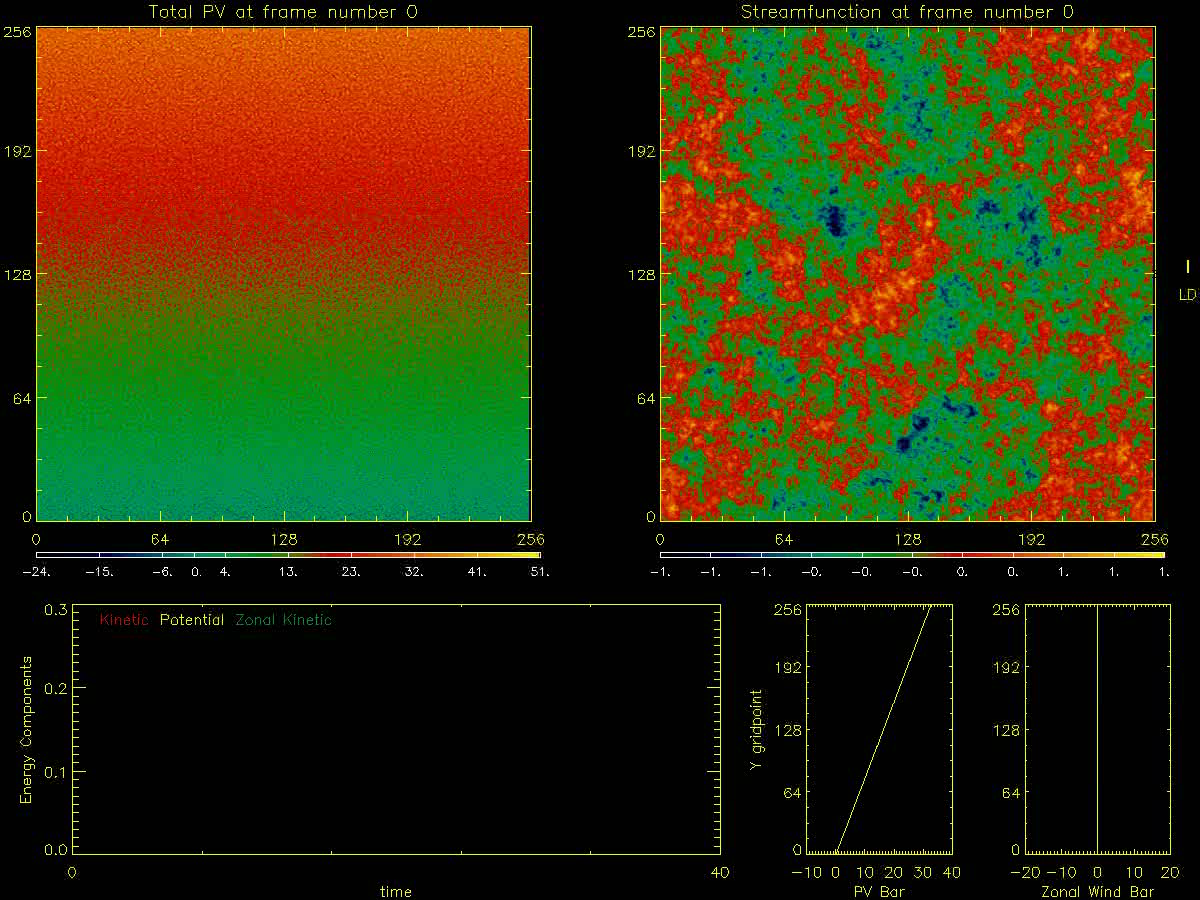 Total PV at frame number 0
256
192
128
64
0
0 64 128 192 256
-24. -15. -6. 0. 4. 13. 23. 32. 41. 51.
Streamfunction at frame number 0
256
192
128
64
0
0 64 128 192 256
-1. -1. -1. -0. -0. -0. 0. 0. 1. 1. 1.
LD
Kinetic Potential Zonal Kinetic
Energy Components
0.3
0.2
0.1
0.0
0 40
time
Y gridpoint
256
192
128
64
0
-10 0 10 20 30 40
PV Bar
256
192
128
64
0
-20 -10 0 10 20
Zonal Wind Bar